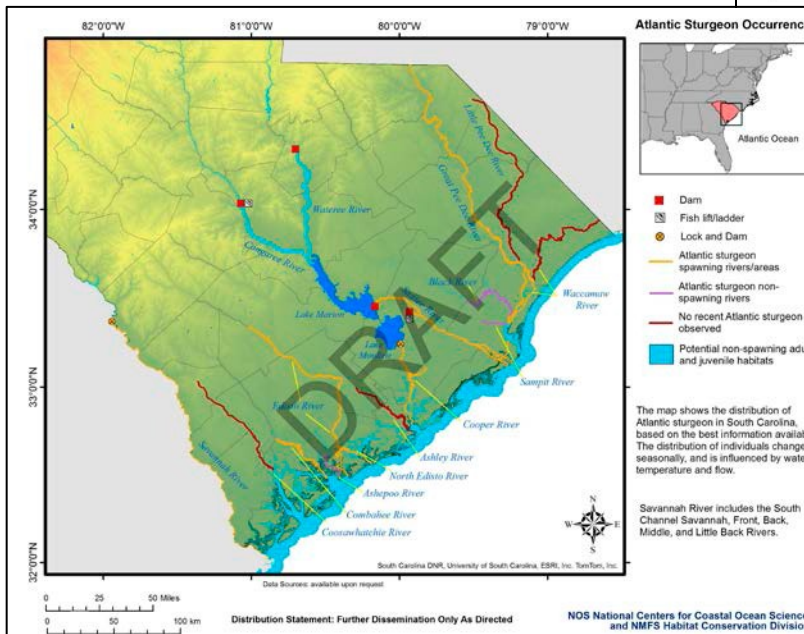 82°0'0"W 81°0'0"W 80°0'0"W 79°0'0"W
34°0'0"N
33°0'0"N
32°0'0"N
Little Pee Dee River
Great Pee Dee River
Wateree River
Congaree River
Black River
Lake Marion
Waccamaw
River
Lake
Sampit River
Edisto River
Cooper River
Savannah River
Ashley River
North Edisto River
Ashepoo River
Combahee River
Coosawhatchie River
DRAFT
N
W E
S
South Carolina DNR, University of South Carolina, ESRI, Inc. TomTom, Inc.
Data Sources: available upon request
0 25 50 Miles
0 50 100 km
Distribution Statement: Further Dissemination Only As Directed
Atlantic Sturgeon Occurrenc
Atlantic Ocean
Dam
Fish lift/ladder
Lock and Dam
Atlantic sturgeon
spawning rivers/areas
Atlantic sturgeon non-
spawning rivers
No recent Atlantic sturgeon
observed
Potential non-spawning adu
and juvenile habitats
The map shows the distribution of
Atlantic sturgeon in South Carolina,
based on the best information availab
The distribution of individuals change
seasonally, and is influenced by wate
temperature and flow.
Savannah River includes the South
Channel Savannah, Front, Back,
Middle, and Little Back Rivers.
NOS National Centers for Coastal Ocean Scienc
and NMFS Habitat Conservation Divisio